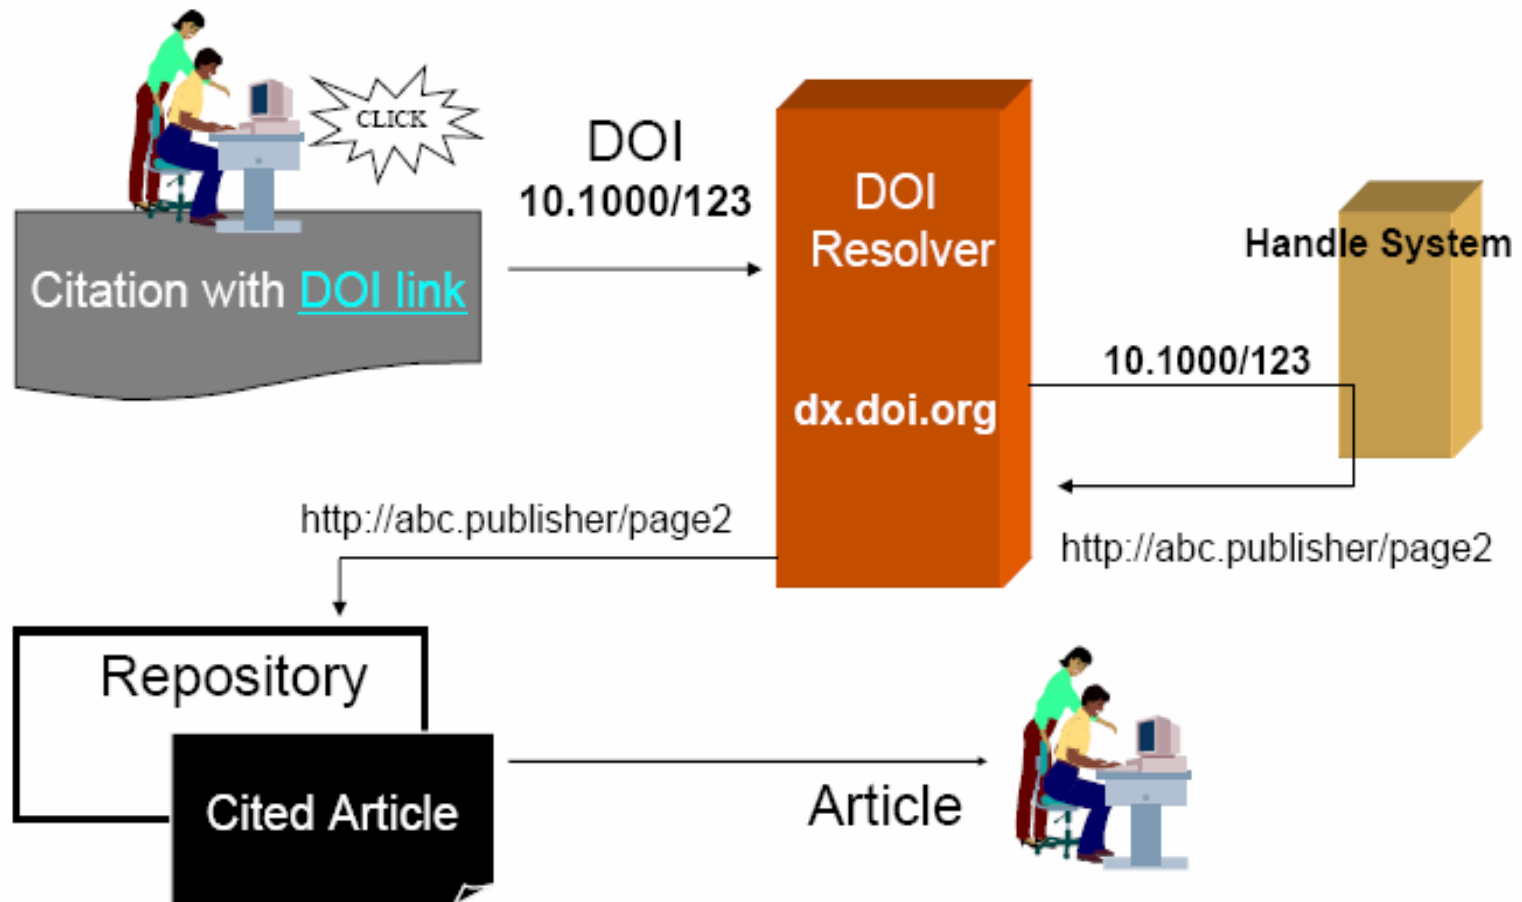 CLICK
DOI
10.1000/123
Citation with DOI link
DOI
Resolver
dx.doi.org
Handle System
10.1000/123
http://abc.publisher/page2
http://abc.publisher/page2
Repository
Cited Article
Article